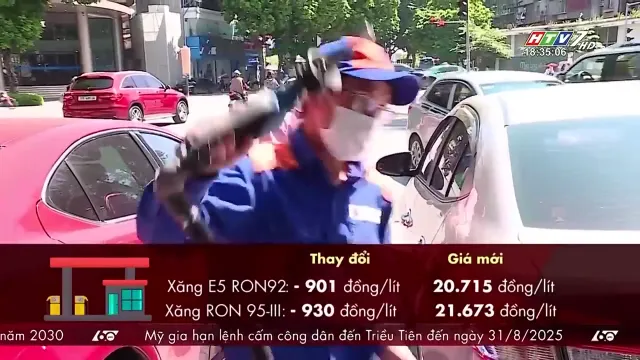 HTV7 HD
18:35:06
Thay đổi Giá mới
Xăng E5 RON92: - 901 đồng/lít 20.715 đồng/lít
Xăng RON 95-III: - 930 đồng/lít 21.673 đồng/lít
năm 2030 60 Mỹ gia hạn lệnh cấm công dân đến Triều Tiên đến ngày 31/8/2025 60